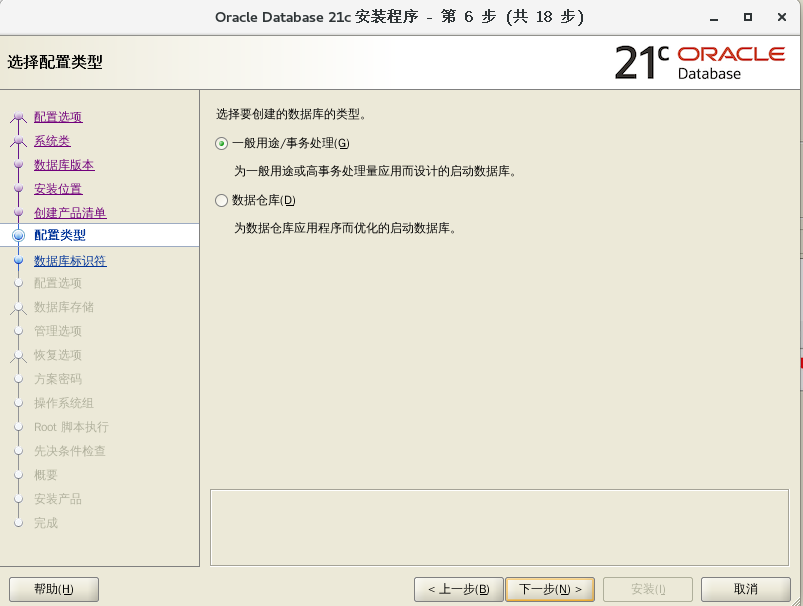 Oracle Database 21c 安装程序 - 第 6 步 (共 18 步)
选择配置类型
21c ORACLE
Database
配置选项
系统类
数据库版本
安装位置
创建产品清单
配置类型
数据库标识符
配置选项
数据库存储
管理选项
恢复选项
方案密码
操作系统组
Root 脚本执行
先决条件检查
概要
安装产品
完成
选择要创建的数据库的类型。
一般用途/事务处理(G)
为一般用途或高事务处理量应用而设计的启动数据库。
数据仓库(D)
为数据仓库应用程序而优化的启动数据库。
帮助(H)
< 上一步(B)
下一步(N) >
安装(I)
取消